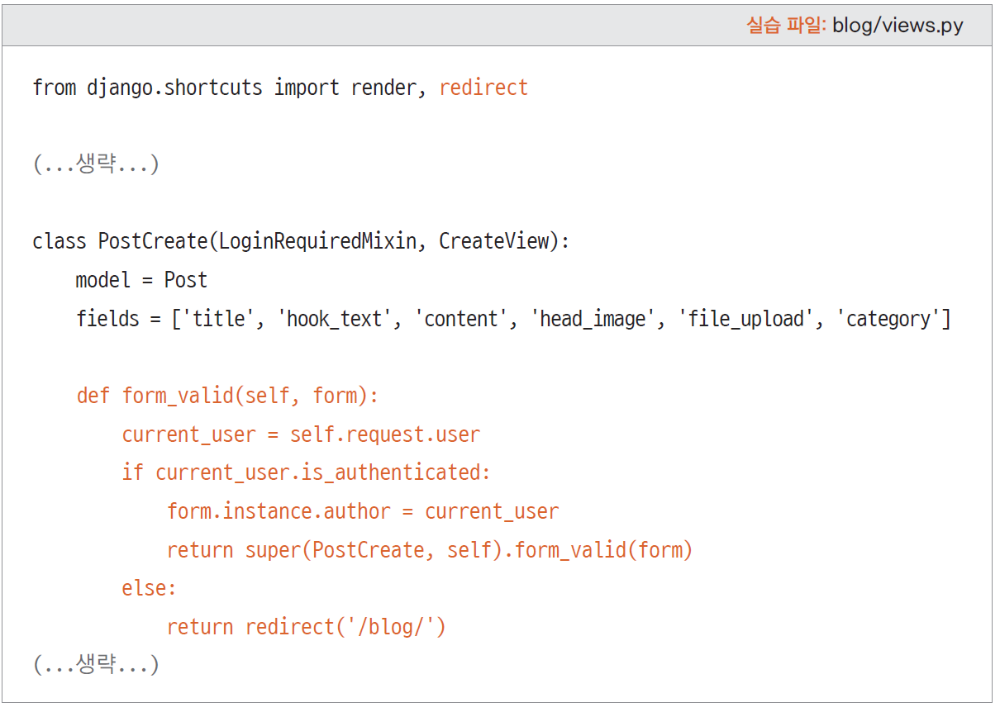 실습 파일: blog/views.py
from django.shortcuts import render, redirect
(...생략...)
class PostCreate(LoginRequiredMixin, CreateView):
    model = Post
    fields = ['title', 'hook_text', 'content', 'head_image', 'file_upload', 'category']
    def form_valid(self, form):
        current_user = self.request.user
        if current_user.is_authenticated:
            form.instance.author = current_user
            return super(PostCreate, self).form_valid(form)
        else:
            return redirect('/blog/')
(...생략...)